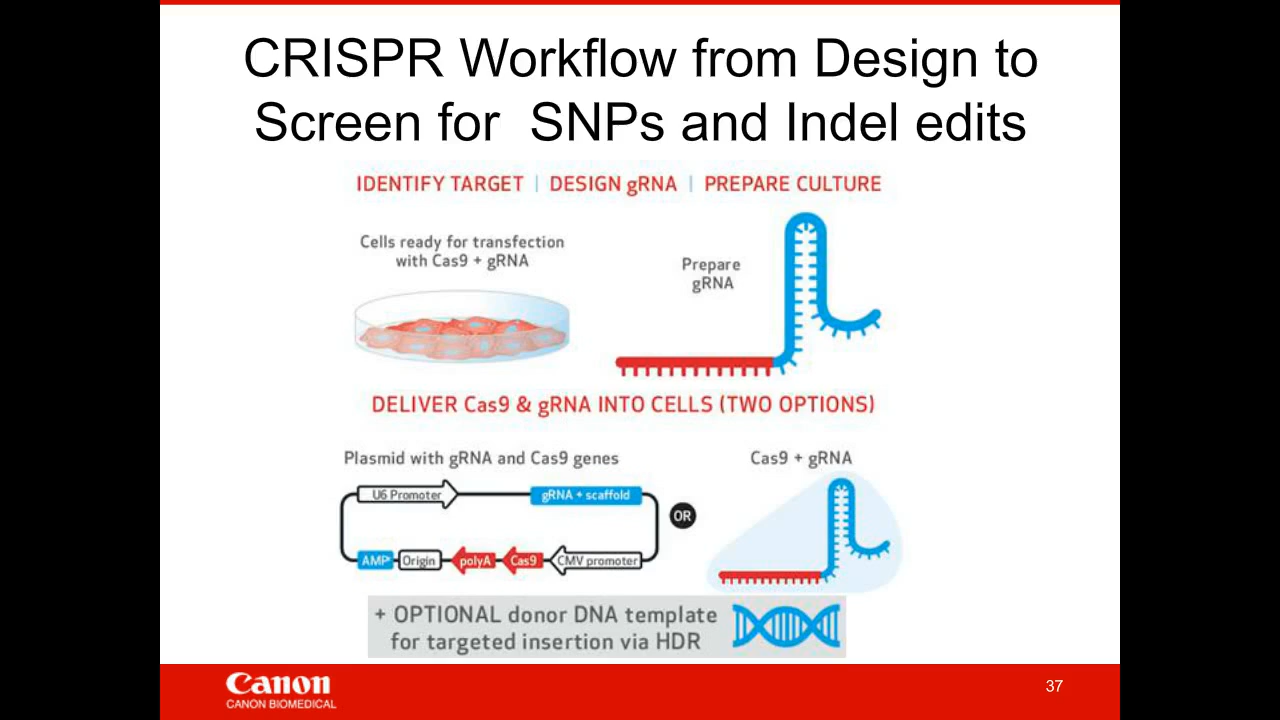 CRISPR Workflow from Design to
Screen for  SNPs and Indel edits
IDENTIFY TARGET | DESIGN gRNA | PREPARE CULTURE
Cells ready for transfection
with Cas9 + gRNA
Prepare
gRNA
DELIVER Cas9 & gRNA INTO CELLS (TWO OPTIONS)
Plasmid with gRNA and Cas9 genes
Cas9 + gRNA
U6 Promoter
gRNA + scaffold
OR
AMP
Origin
polyA
Cas9
CMV promoter
+ OPTIONAL donor DNA template
for targeted insertion via HDR
Canon
CANON BIOMEDICAL
37